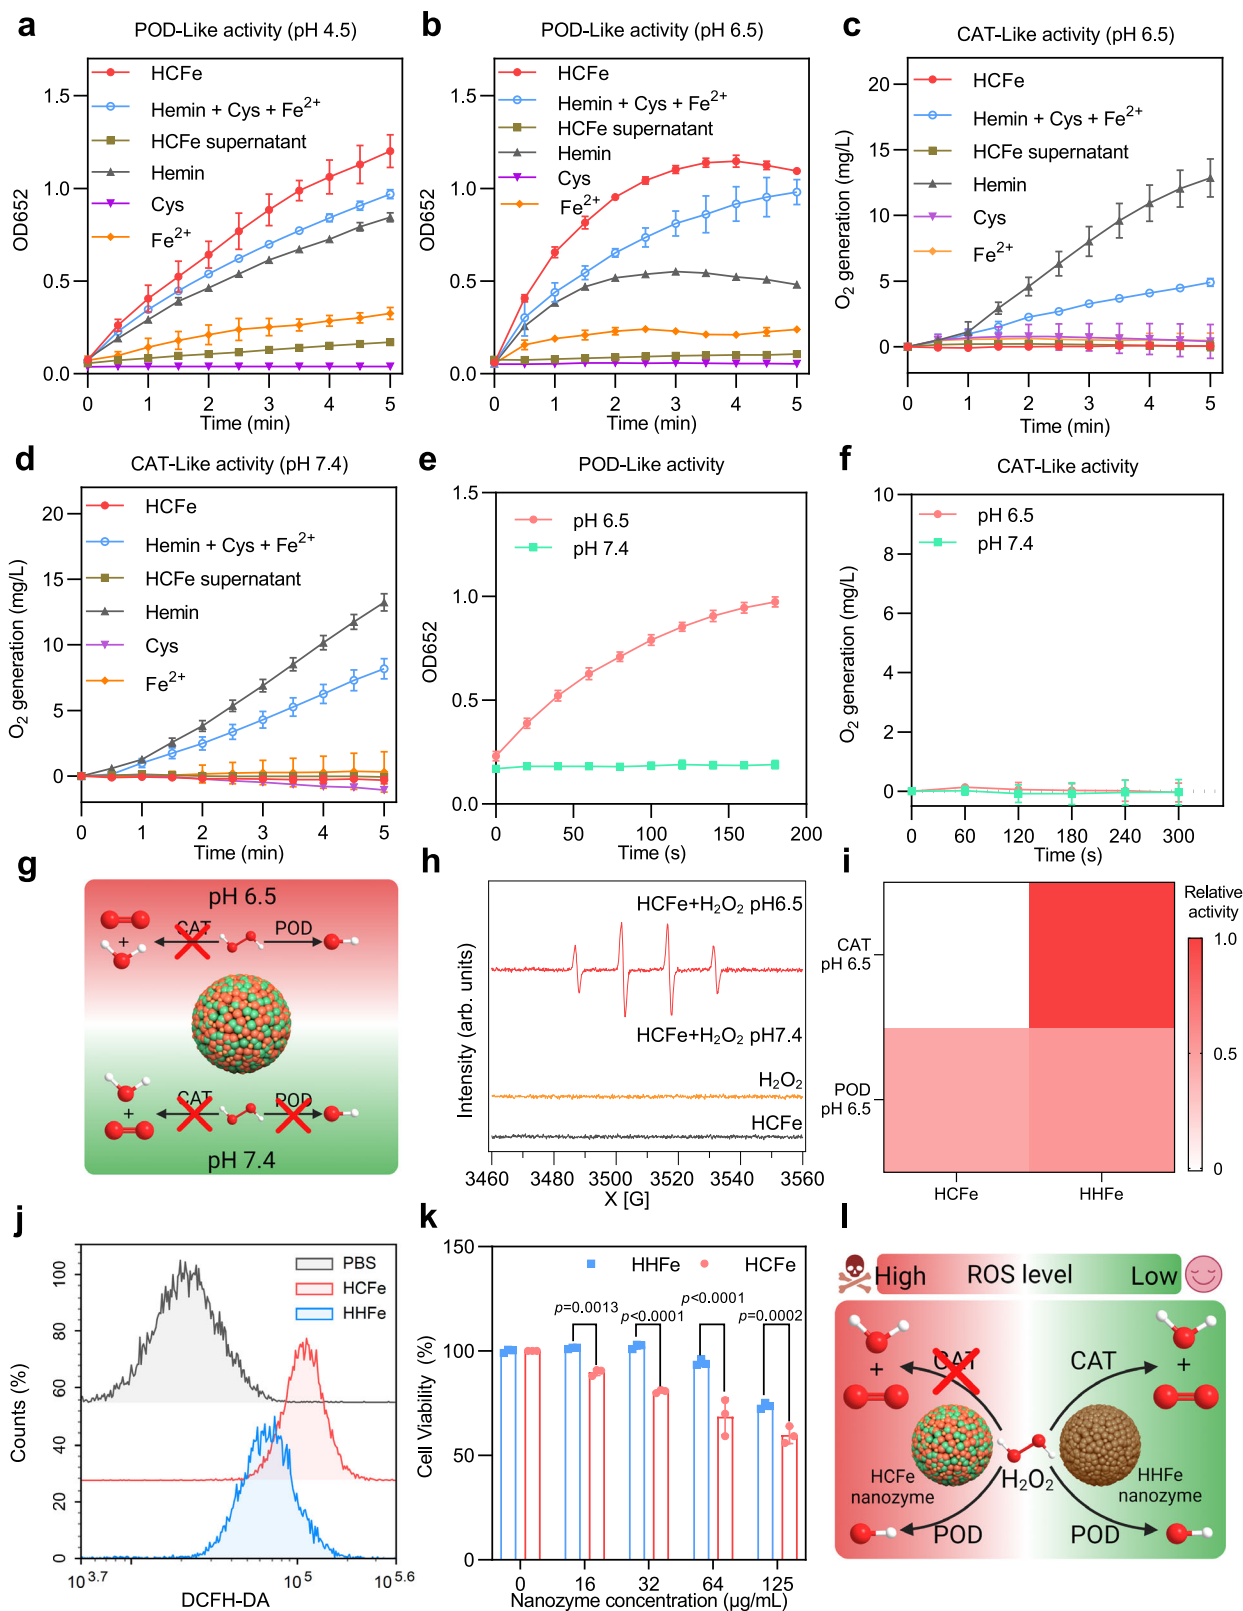 a
POD-Like activity (pH 4.5)
OD652
1.5
1.0
0.5
0.0
HCFe
Hemin + Cys + Fe2+
HCFe supernatant
Hemin
Cys
Fe2+
0 1 2 3 4 5
Time (min)
b
POD-Like activity (pH 6.5)
OD652
1.5
1.0
0.5
0.0
HCFe
Hemin + Cys + Fe2+
HCFe supernatant
Hemin
Cys
Fe2+
0 1 2 3 4 5
Time (min)
c
CAT-Like activity (pH 6.5)
O2 generation (mg/L)
20
15
10
5
0
HCFe
Hemin + Cys + Fe2+
HCFe supernatant
Hemin
Cys
Fe2+
0 1 2 3 4 5
Time (min)
d
CAT-Like activity (pH 7.4)
O2 generation (mg/L)
20
15
10
5
0
HCFe
Hemin + Cys + Fe2+
HCFe supernatant
Hemin
Cys
Fe2+
0 1 2 3 4 5
Time (min)
e
POD-Like activity
OD652
1.5
1.0
0.5
0.0
pH 6.5
pH 7.4
0 50 100 150 200
Time (s)
f
CAT-Like activity
O2 generation (mg/L)
10
8
6
4
2
0
pH 6.5
pH 7.4
0 60 120 180 240 300
Time (s)
g
pH 6.5
CAT POD
+
CAT POD
+
pH 7.4
h
Intensity (arb. units)
HCFe+H2O2 pH6.5
HCFe+H2O2 pH7.4
H2O2
HCFe
3460 3480 3500 3520 3540 3560
X [G]
i
CAT
pH 6.5
POD
pH 6.5
HCFe HHFe
Relative
activity
1.0
0.5
0
j
Counts (%)
100
80
60
40
20
0
PBS
HCFe
HHFe
10^3.7 10^5 10^5.6
DCFH-DA
k
Cell Viability (%)
150
100
50
0
HHFe HCFe
p=0.0013
p<0.0001
p<0.0001
p=0.0002
0 16 32 64 125
Nanozyme concentration (µg/mL)
l
High ROS level Low
CAT CAT
+ +
HCFe
nanozyme
H2O2
HHFe
nanozyme
POD POD